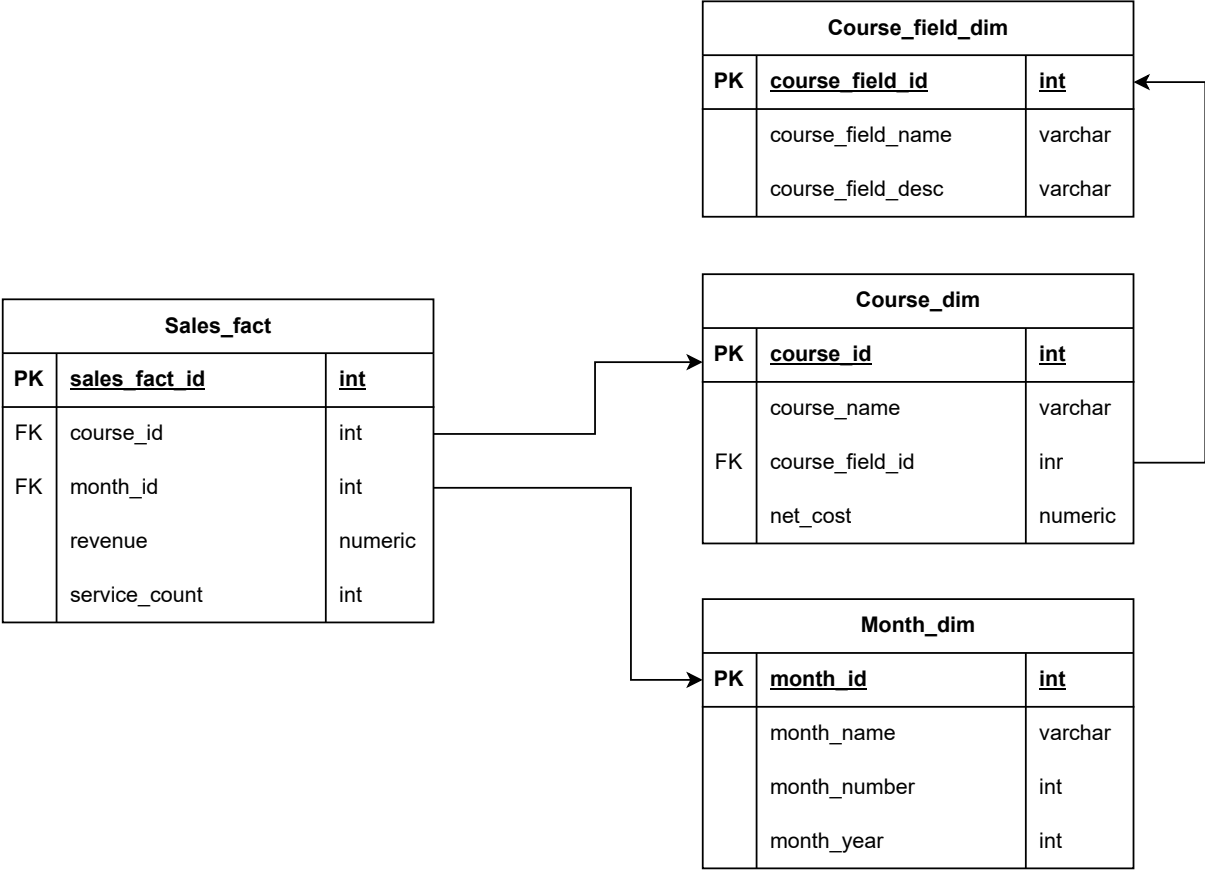 Course_field_dim
PK course_field_id int
course_field_name varchar
course_field_desc varchar
Sales_fact
PK sales_fact_id int
FK course_id int
FK month_id int
revenue numeric
service_count int
Course_dim
PK course_id int
course_name varchar
FK course_field_id inr
net_cost numeric
Month_dim
PK month_id int
month_name varchar
month_number int
month_year int